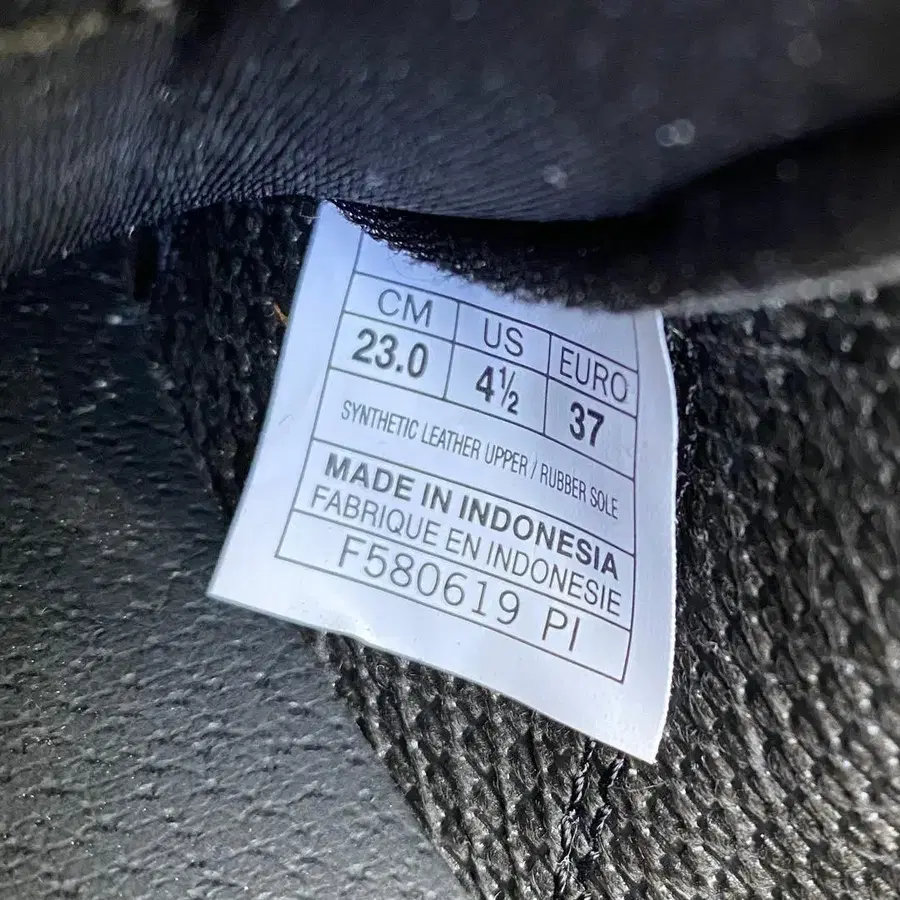 CM US EURO
23.0 4½ 37
SYNTHETIC LEATHER UPPER / RUBBER SOLE
MADE IN INDONESIA
FABRIQUE EN INDONESIE
F580619 PI